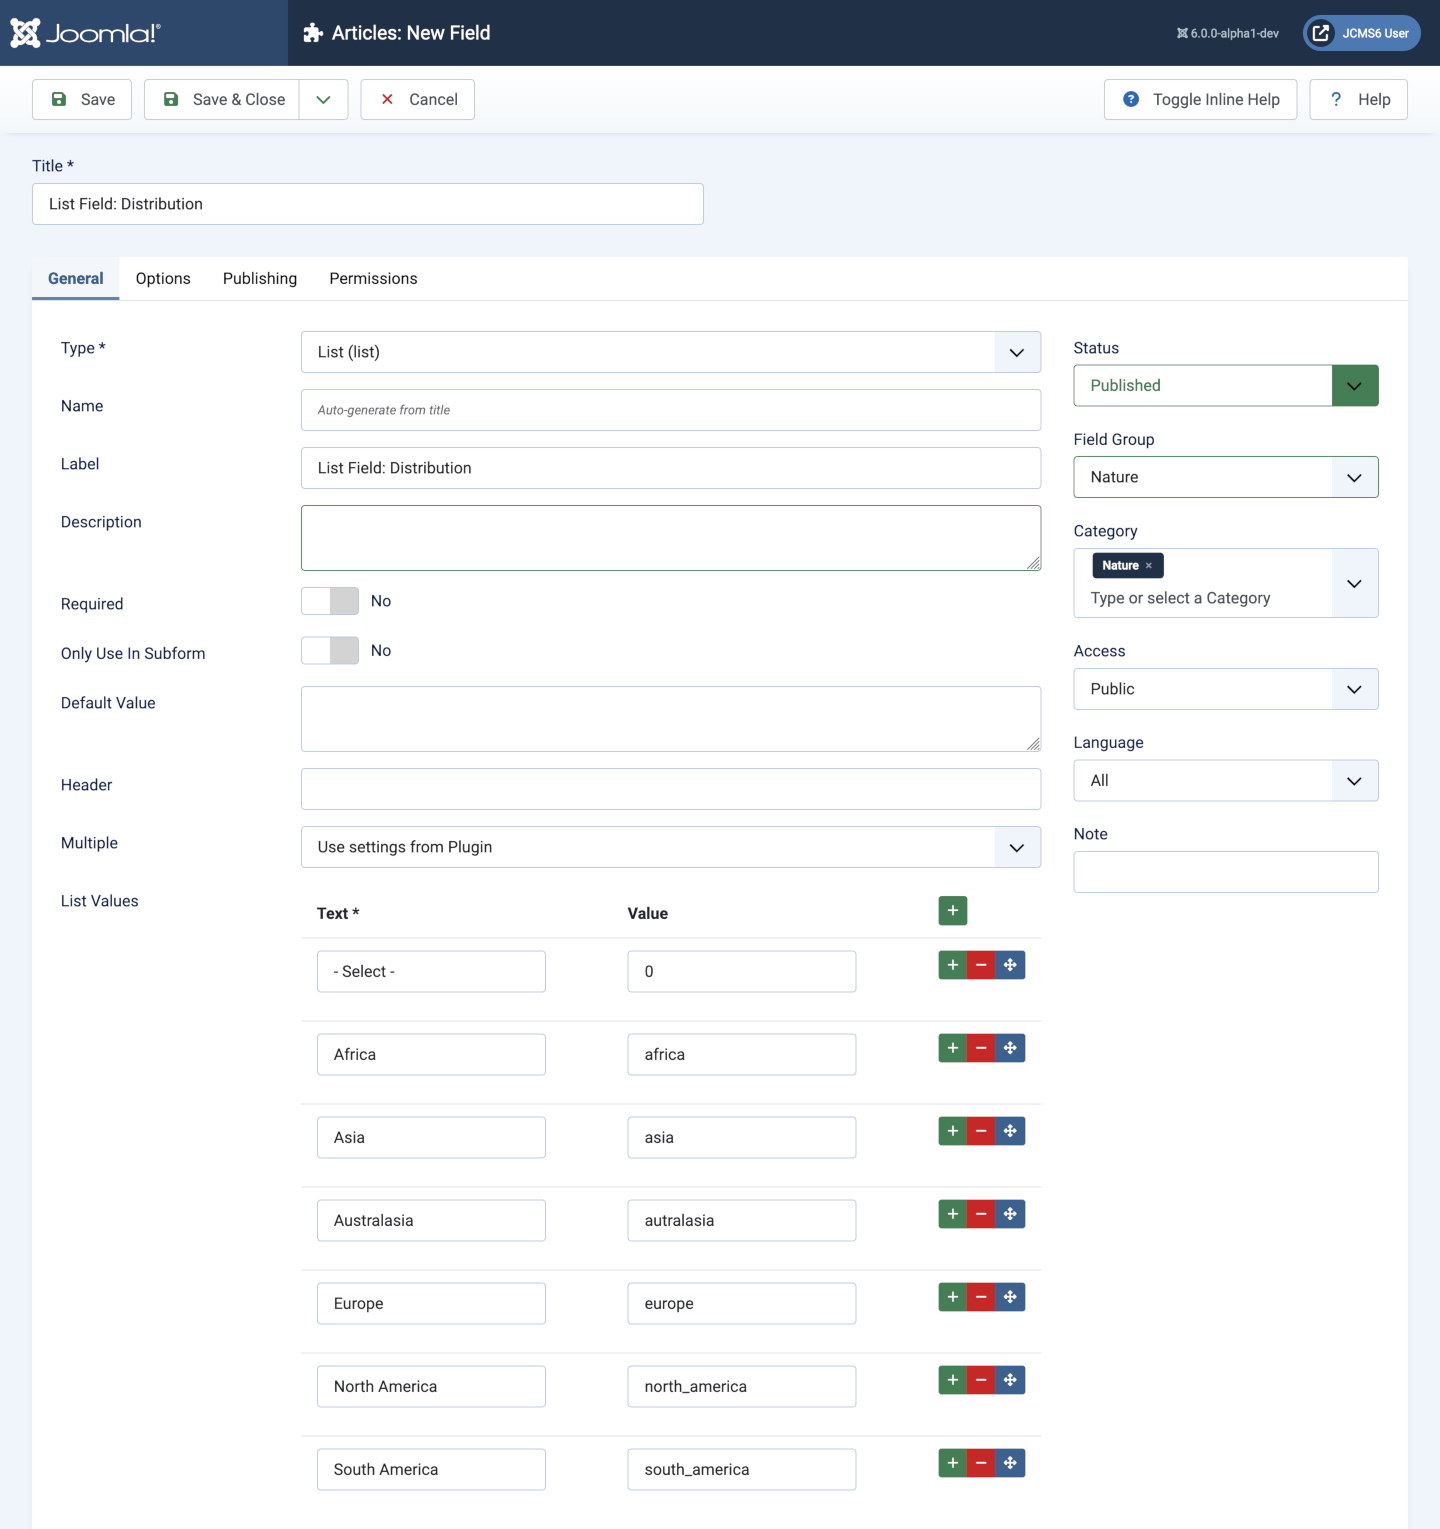 Joomla!®
Articles: New Field
6.0.0-alpha1-dev
JCMS6 User
Save
Save & Close
Cancel
Toggle Inline Help
? Help
Title *
List Field: Distribution
General
Options
Publishing
Permissions
Type *
List (list)
Name
Auto-generate from title
Label
List Field: Distribution
Description
Required
No
Only Use In Subform
No
Default Value
Header
Multiple
Use settings from Plugin
List Values
Text *
Value
- Select -
0
Africa
africa
Asia
asia
Australasia
autralasia
Europe
europe
North America
north_america
South America
south_america
Status
Published
Field Group
Nature
Category
Nature ×
Type or select a Category
Access
Public
Language
All
Note